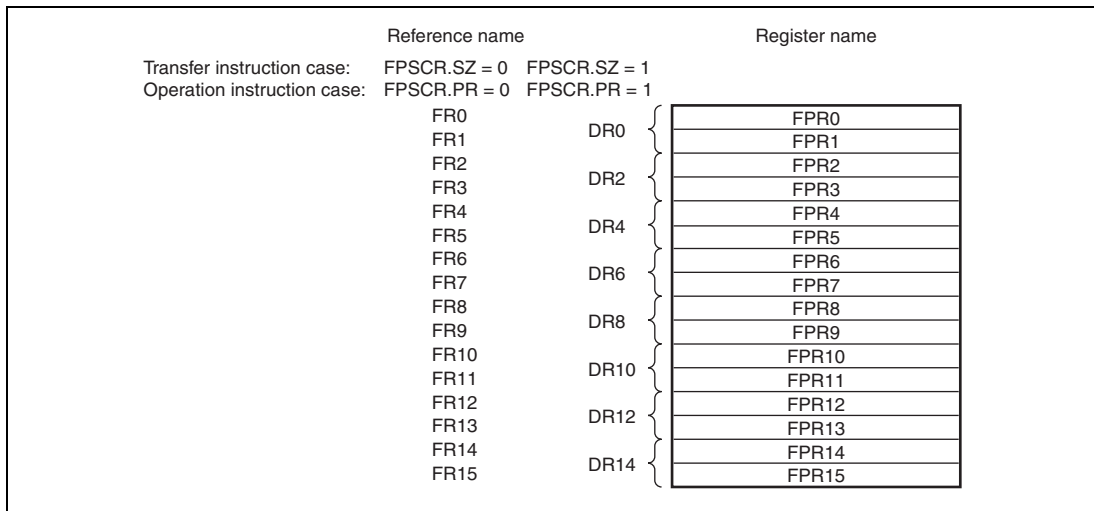 Reference name Register name
Transfer instruction case: FPSCR.SZ = 0 FPSCR.SZ = 1
Operation instruction case: FPSCR.PR = 0 FPSCR.PR = 1
FR0 DR0 FPR0
FR1 FPR1
FR2 DR2 FPR2
FR3 FPR3
FR4 DR4 FPR4
FR5 FPR5
FR6 DR6 FPR6
FR7 FPR7
FR8 DR8 FPR8
FR9 FPR9
FR10 DR10 FPR10
FR11 FPR11
FR12 DR12 FPR12
FR13 FPR13
FR14 DR14 FPR14
FR15 FPR15